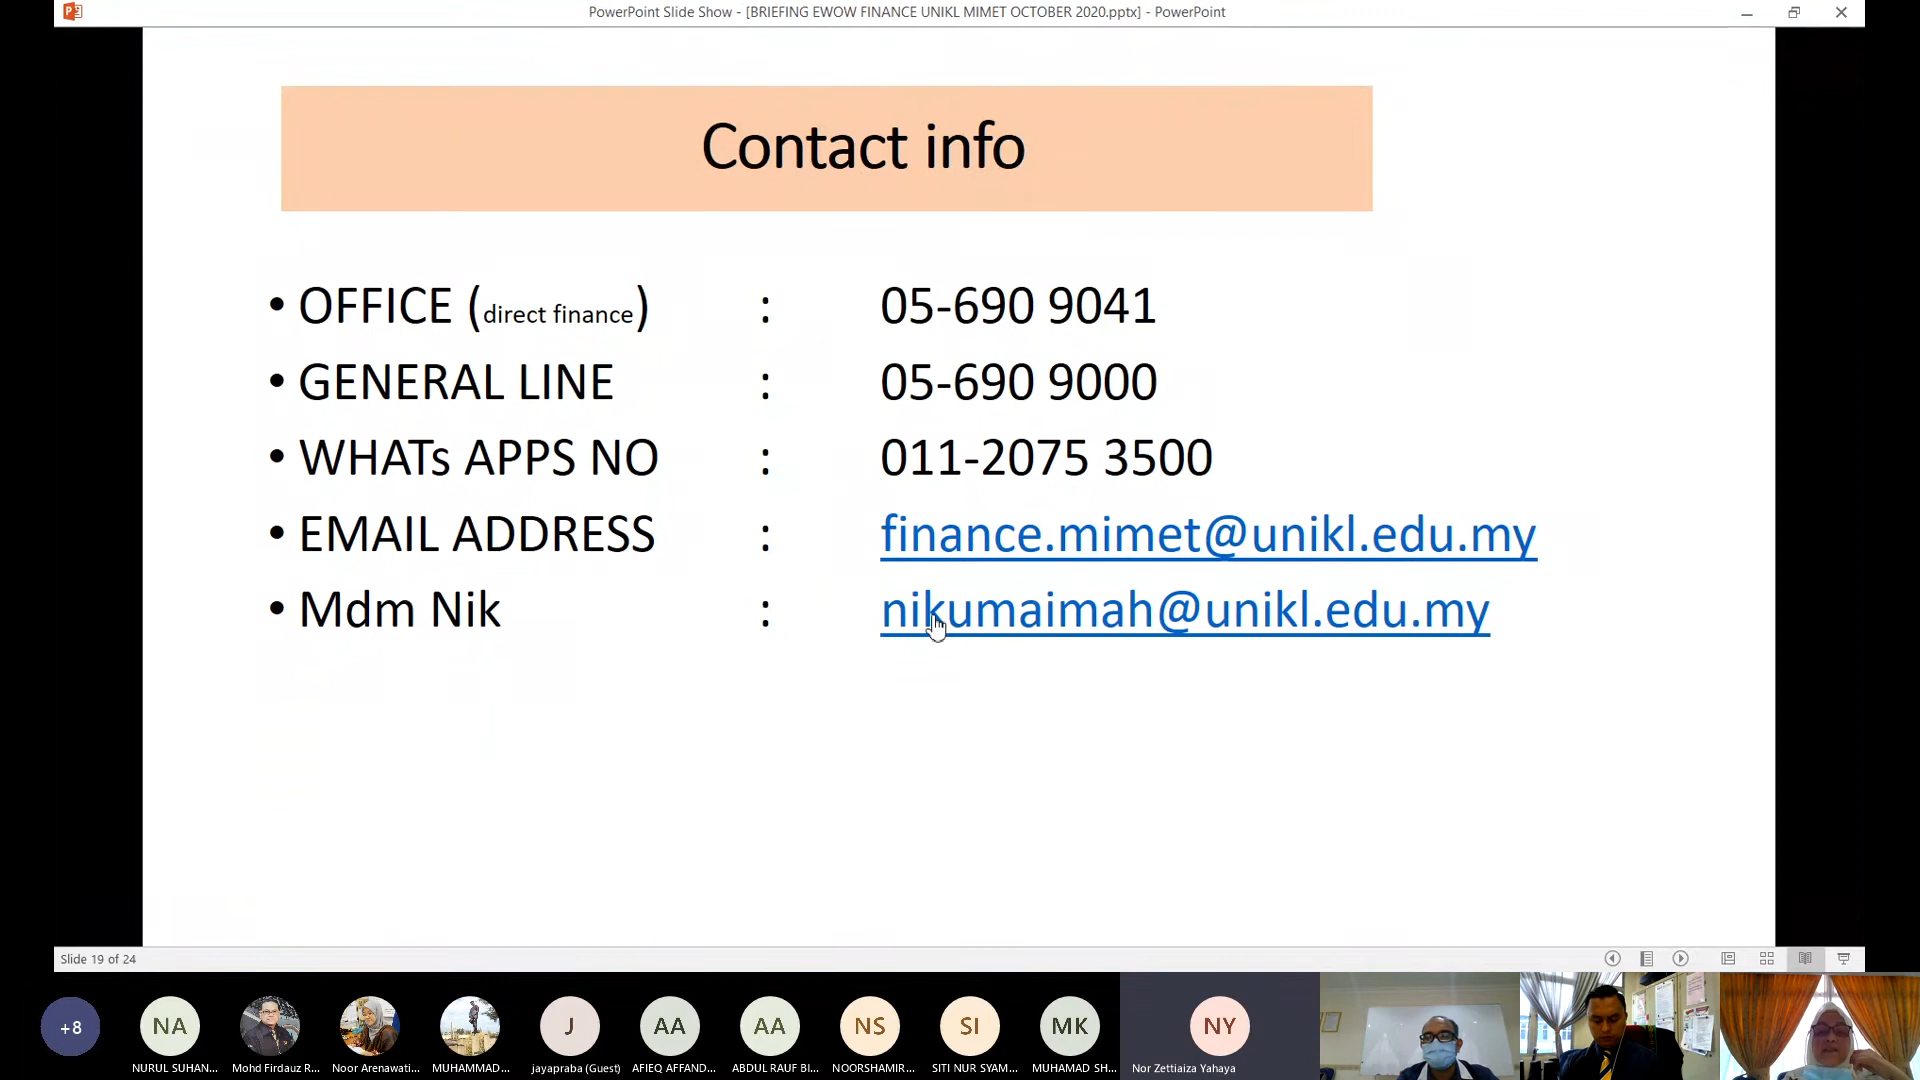 PowerPoint Slide Show - [BRIEFING EWOW FINANCE UNIKL MIMET OCTOBER 2020.pptx] - PowerPoint
Contact info
• OFFICE (direct finance) : 05-690 9041
• GENERAL LINE : 05-690 9000
• WHATs APPS NO : 011-2075 3500
• EMAIL ADDRESS : finance.mimet@unikl.edu.my
• Mdm Nik : nikumaimah@unikl.edu.my
Slide 19 of 24
+8 NA J AA AA NS SI MK NY
NURUL SUHAN... Mohd Firdauz R... Noor Arenawati... MUHAMMAD... jayapraba (Guest) AFIEQ AFFAND... ABDUL RAUF BI... NOORSHAMIR... SITI NUR SYAM... MUHAMAD SH... Nor Zettiaiza Yahaya